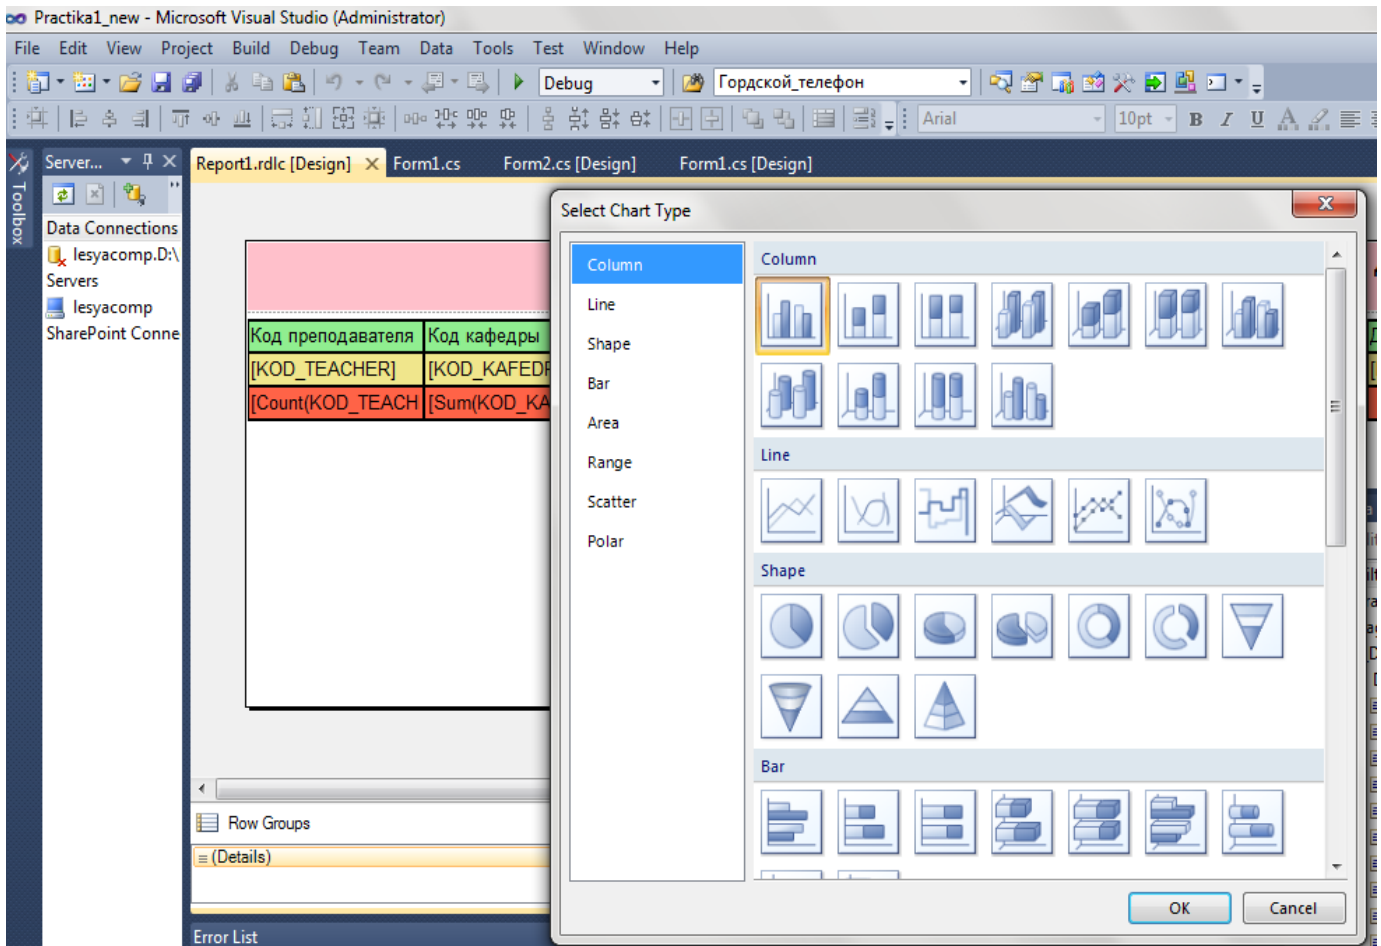 Practika1_new - Microsoft Visual Studio (Administrator)
File Edit View Project Build Debug Team Data Tools Test Window Help
Debug Гордской_телефон
Arial 10pt B I U A
Server... Report1.rdlc [Design] Form1.cs Form2.cs [Design] Form1.cs [Design]
Toolbox
Data Connections
lesyacomp.D:\
Servers
lesyacomp
SharePoint Conne
Код преподавателя Код кафедры
[KOD_TEACHER] [KOD_KAFEDR
[Count(KOD_TEACH [Sum(KOD_KA
Row Groups
(Details)
Error List
Select Chart Type
Column
Line
Shape
Bar
Area
Range
Scatter
Polar
Column
Line
Shape
Bar
OK Cancel